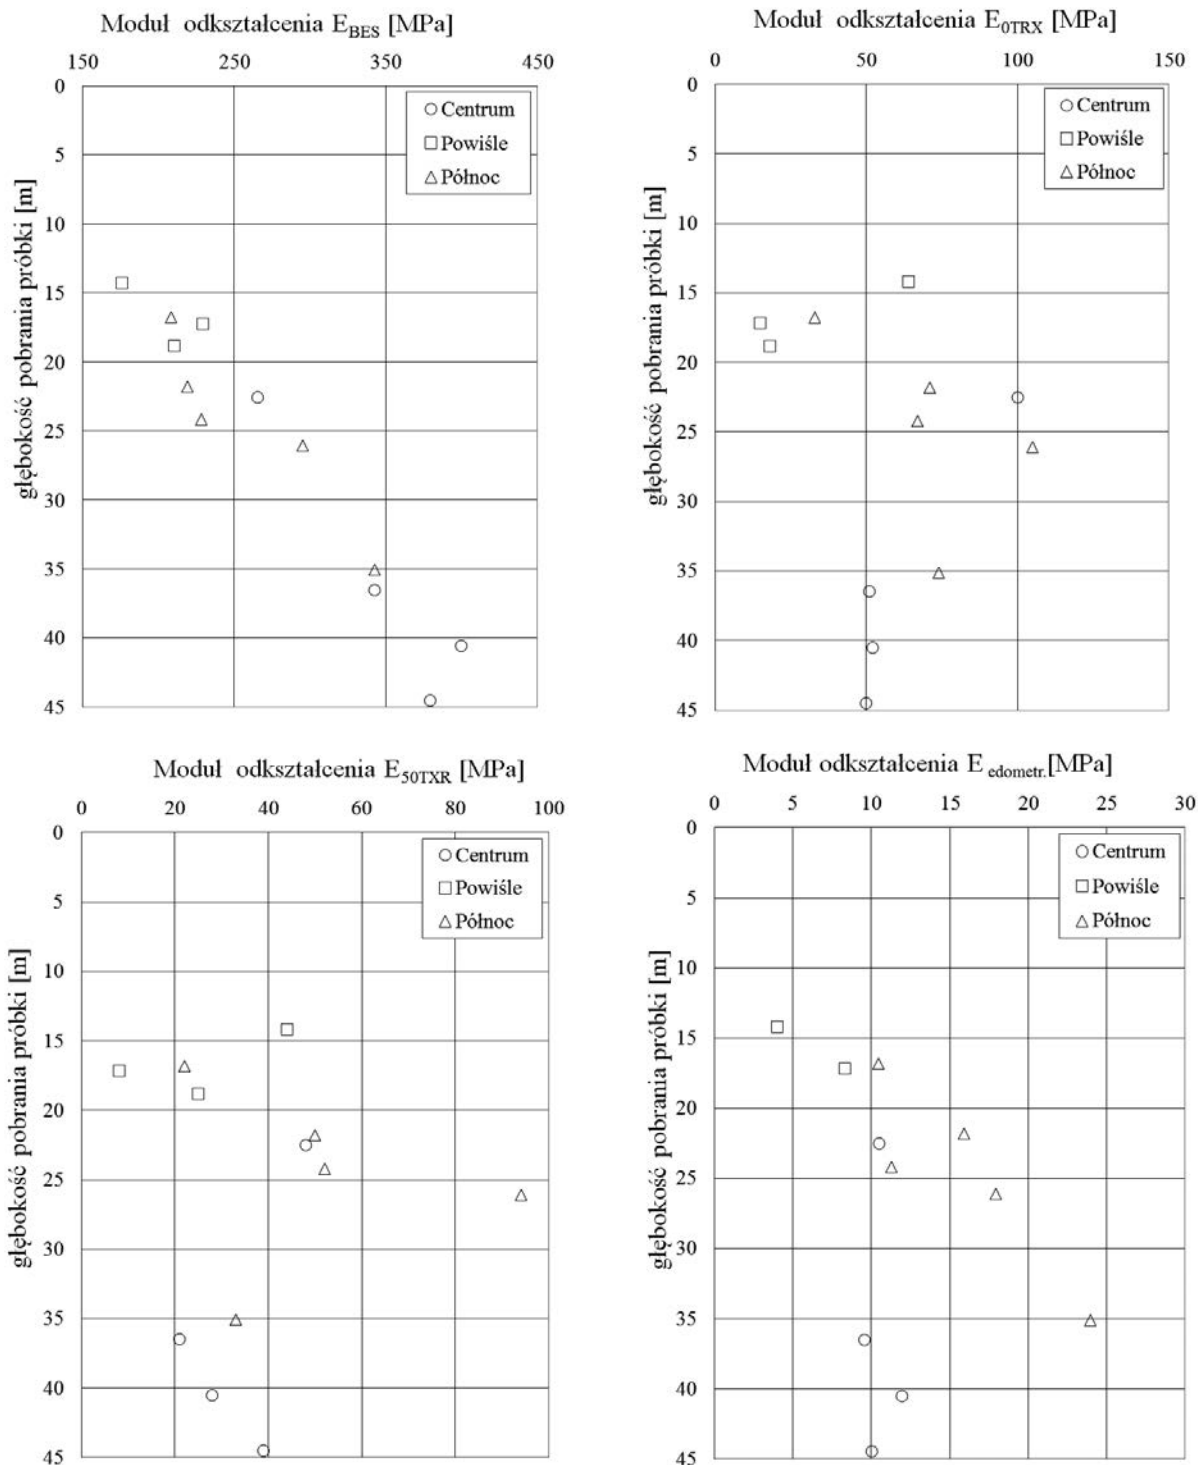 Moduł odkształcenia E_BES [MPa]
150 250 350 450
0
5
10
15
20
25
30
35
40
45
głębokość pobrania próbki [m]
Centrum
Powiśle
Północ
Moduł odkształcenia E_0TRX [MPa]
0 50 100 150
0
5
10
15
20
25
30
35
40
45
głębokość pobrania próbki [m]
Centrum
Powiśle
Północ
Moduł odkształcenia E_50TXR [MPa]
0 20 40 60 80 100
0
5
10
15
20
25
30
35
40
45
głębokość pobrania próbki [m]
Centrum
Powiśle
Północ
Moduł odkształcenia E edometr.[MPa]
0 5 10 15 20 25 30
0
5
10
15
20
25
30
35
40
45
głębokość pobrania próbki [m]
Centrum
Powiśle
Północ